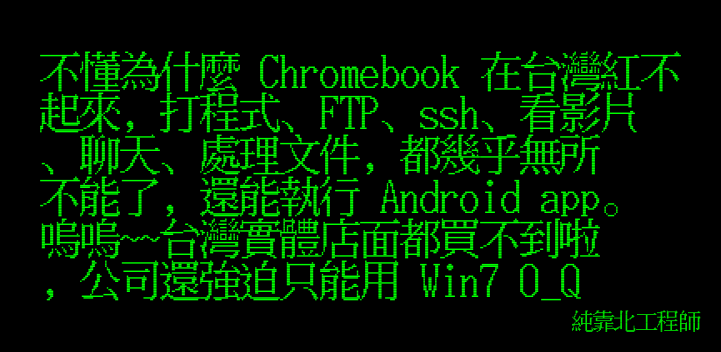 不懂為什麼 Chromebook 在台灣紅不
起來, 打程式、FTP、ssh、看影片
、聊天、處理文件, 都幾乎無所
不能了, 還能執行 Android app。
嗚嗚~~台灣實體店面都買不到啦
, 公司還強迫只能用 Win7 O_Q
純靠北工程師